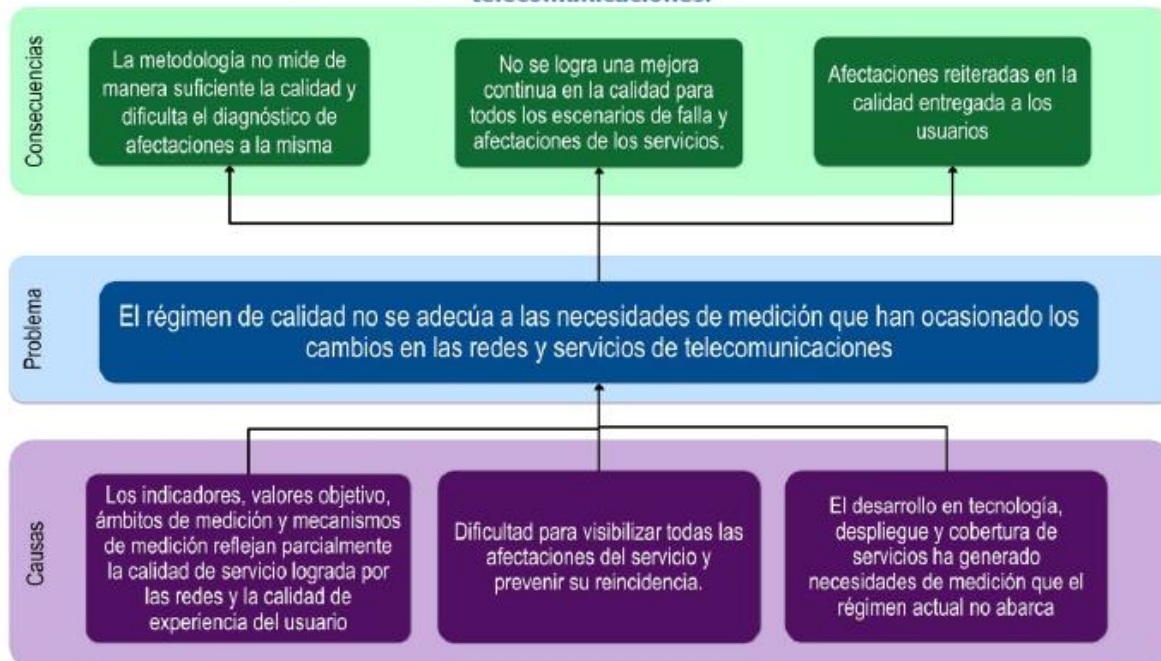 telecomunicaciones.
Consecuencias
La metodología no mide de
manera suficiente la calidad y
dificulta el diagnóstico de
afectaciones a la misma
No se logra una mejora
continua en la calidad para
todos los escenarios de falla y
afectaciones de los servicios.
Afectaciones reiteradas en la
calidad entregada a los
usuarios
Problema
El régimen de calidad no se adecúa a las necesidades de medición que han ocasionado los
cambios en las redes y servicios de telecomunicaciones
Causas
Los indicadores, valores objetivo,
ámbitos de medición y mecanismos
de medición reflejan parcialmente
la calidad de servicio lograda por
las redes y la calidad de
experiencia del usuario
Dificultad para visibilizar todas las
afectaciones del servicio y
prevenir su reincidencia.
El desarrollo en tecnología,
despliegue y cobertura de
servicios ha generado
necesidades de medición que el
régimen actual no abarca